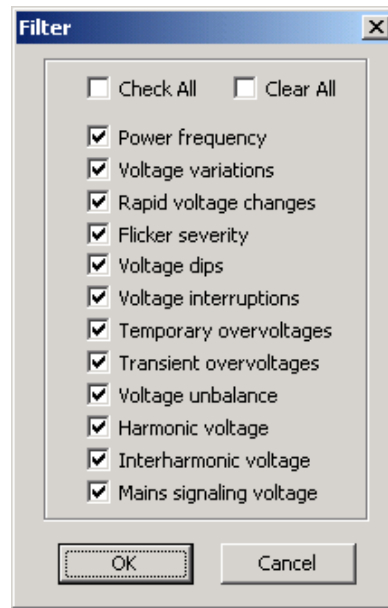 Filter
Check All Clear All
Power frequency
Voltage variations
Rapid voltage changes
Flicker severity
Voltage dips
Voltage interruptions
Temporary overvoltages
Transient overvoltages
Voltage unbalance
Harmonic voltage
Interharmonic voltage
Mains signaling voltage
OK Cancel